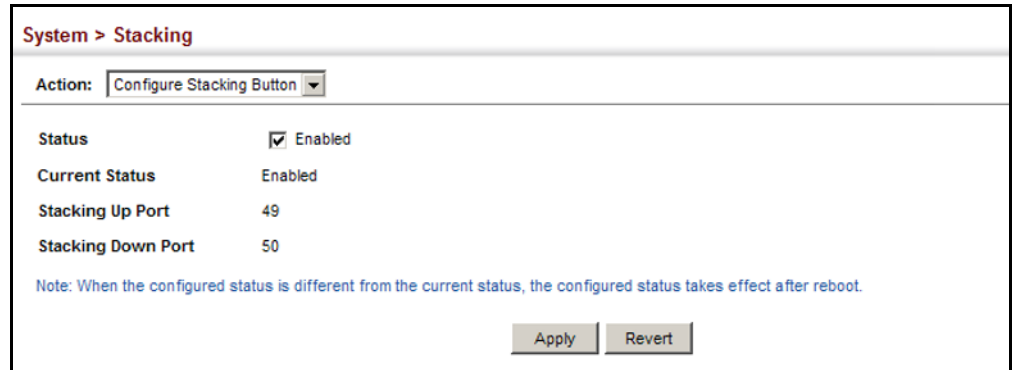 System > Stacking
Action: Configure Stacking Button
Status Enabled
Current Status Enabled
Stacking Up Port 49
Stacking Down Port 50
Note: When the configured status is different from the current status, the configured status takes effect after reboot.
Apply Revert